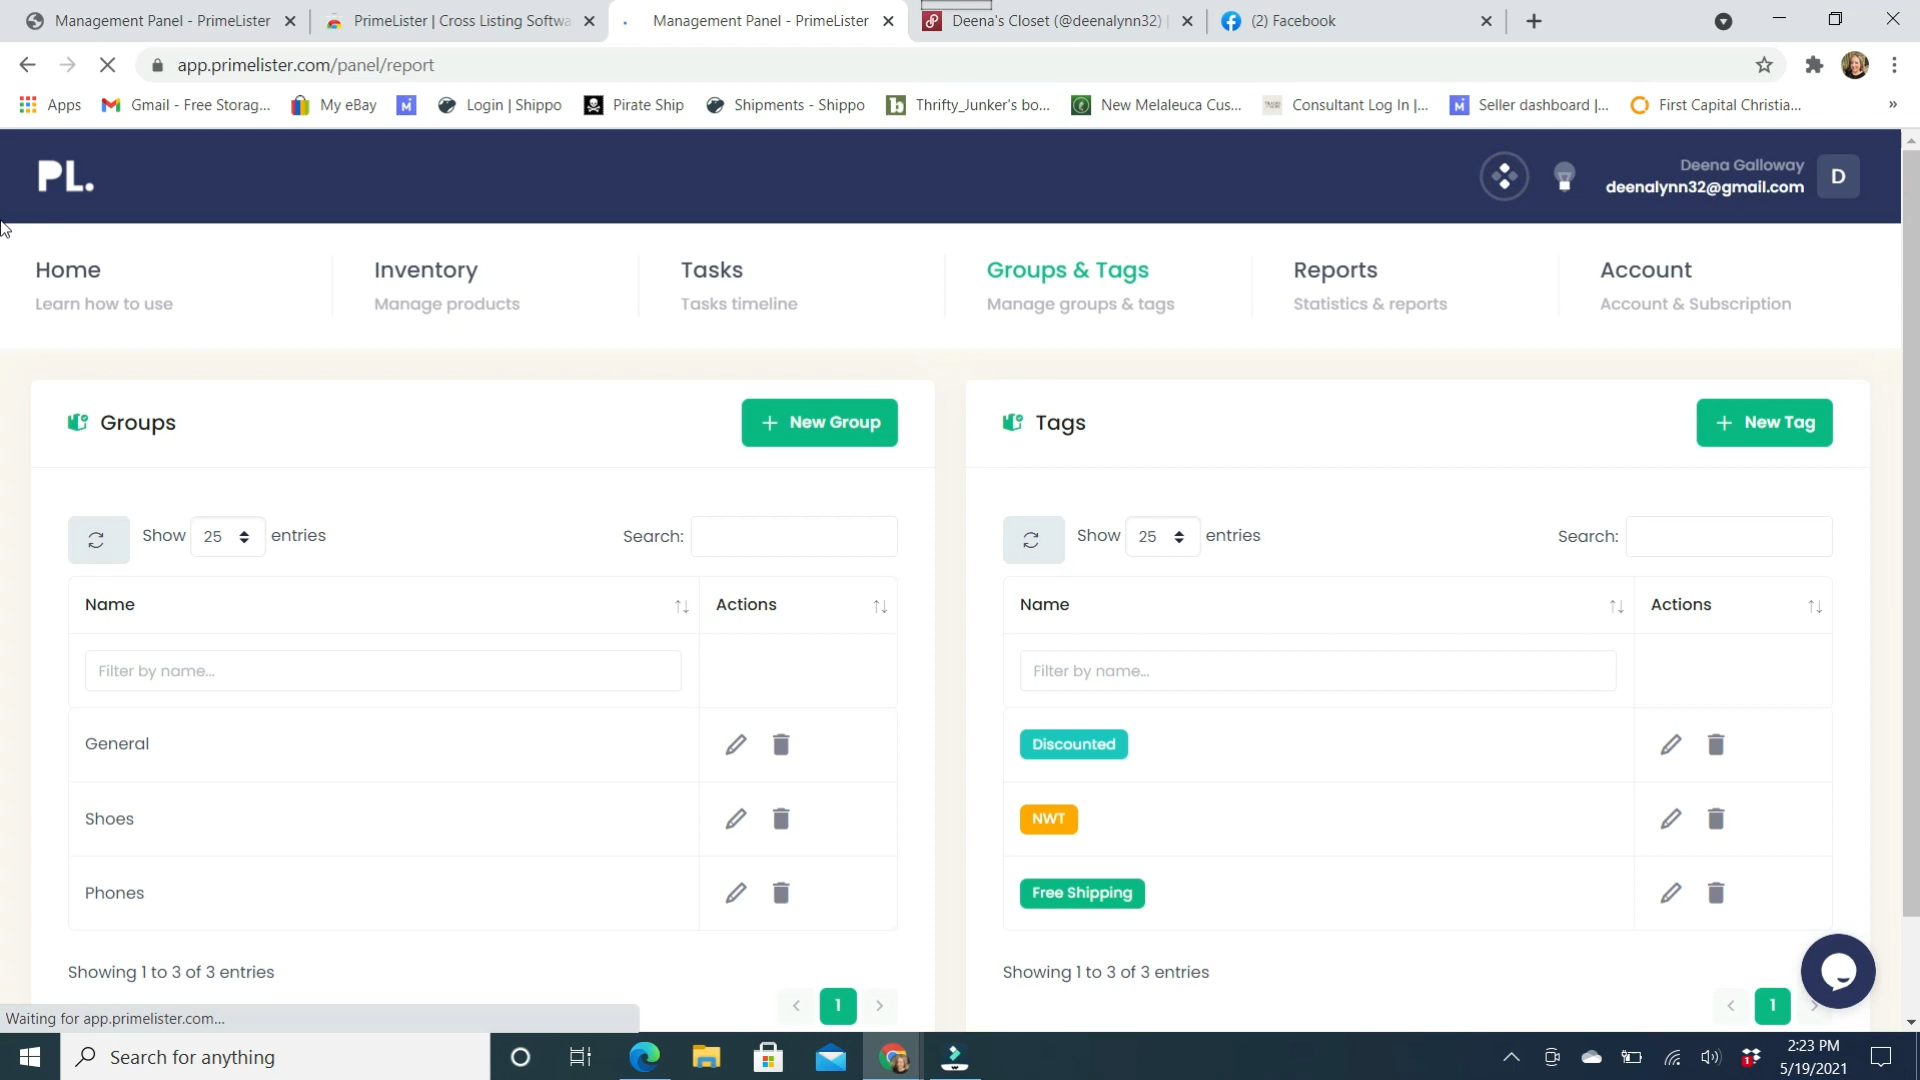 Management Panel - PrimeLister
PrimeLister | Cross Listing Softwa
Management Panel - PrimeLister
Deena's Closet (@deenalynn32) |
(2) Facebook
app.primelister.com/panel/report
Apps
Gmail - Free Storag...
My eBay
Login | Shippo
Pirate Ship
Shipments - Shippo
Thrifty_Junker's bo...
New Melaleuca Cus...
Consultant Log In |...
Seller dashboard |...
First Capital Christia...
»
PL.
Deena Galloway
deenalynn32@gmail.com
D
Home
Learn how to use
Inventory
Manage products
Tasks
Tasks timeline
Groups & Tags
Manage groups & tags
Reports
Statistics & reports
Account
Account & Subscription
Groups
+ New Group
Show 25 entries
Search:
Name
Actions
Filter by name...
General
Shoes
Phones
Showing 1 to 3 of 3 entries
< 1 >
Tags
+ New Tag
Show 25 entries
Search:
Name
Actions
Filter by name...
Discounted
NWT
Free Shipping
Showing 1 to 3 of 3 entries
< 1 >
Waiting for app.primelister.com...
Search for anything
2:23 PM
5/19/2021